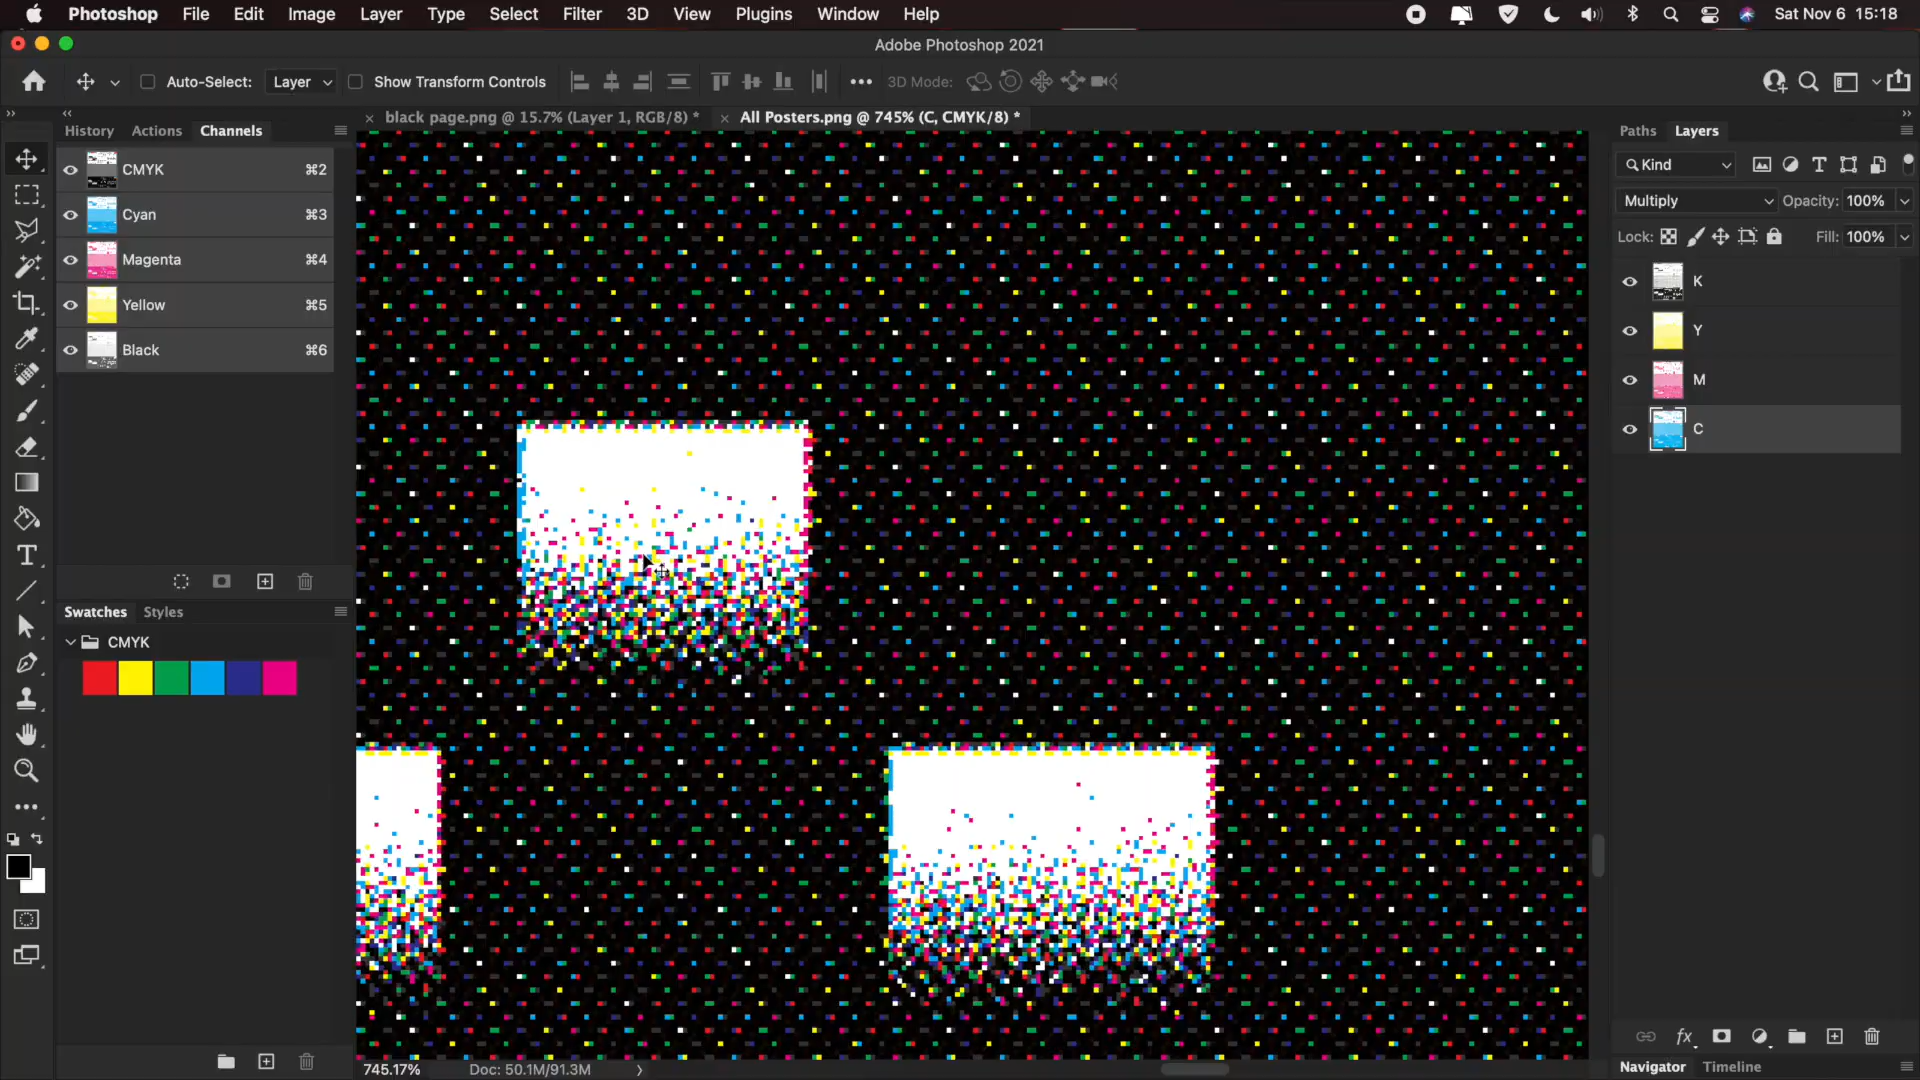 Photoshop File Edit Image Layer Type Select Filter 3D View Plugins Window Help Sat Nov 6 15:18
Adobe Photoshop 2021
Auto-Select: Layer Show Transform Controls 3D Mode:
History Actions Channels
black page.png @ 15.7% (Layer 1, RGB/8) *
All Posters.png @ 745% (C, CMYK/8) *
Paths Layers
CMYK ⌘2
Cyan ⌘3
Magenta ⌘4
Yellow ⌘5
Black ⌘6
Kind
Multiply Opacity: 100%
Lock: Fill: 100%
K
Y
M
C
Swatches Styles
CMYK
745.17% Doc: 50.1M/91.3M
Navigator Timeline